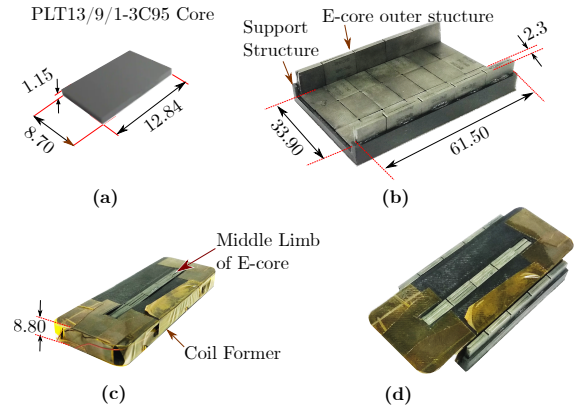 PLT13/9/1-3C95 Core
1.15
8.70
12.84
(a)
E-core outer stucture
Support
Structure
2.3
33.90
61.50
(b)
Middle Limb
of E-core
8.80
Coil Former
(c)
(d)